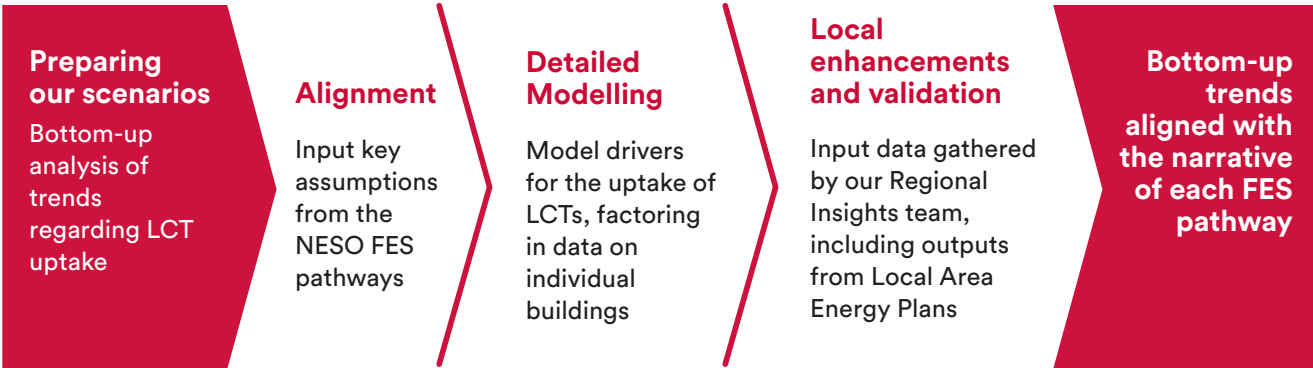 Preparing
our scenarios
Bottom-up
analysis of
trends
regarding LCT
uptake
Alignment
Input key
assumptions
from the
NESO FES
pathways
Detailed
Modelling
Model drivers
for the uptake of
LCTs, factoring
in data on
individual
buildings
Local
enhancements
and validation
Input data gathered
by our Regional
Insights team,
including outputs
from Local Area
Energy Plans
Bottom-up
trends
aligned with
the narrative
of each FES
pathway